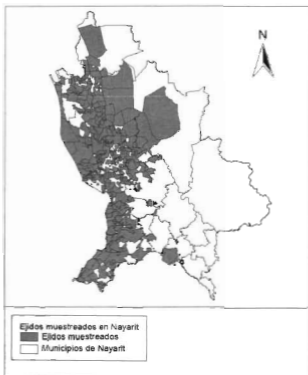 N
Ejidos muestreados en Nayarit
Ejidos muestreados
Municipios de Nayarit